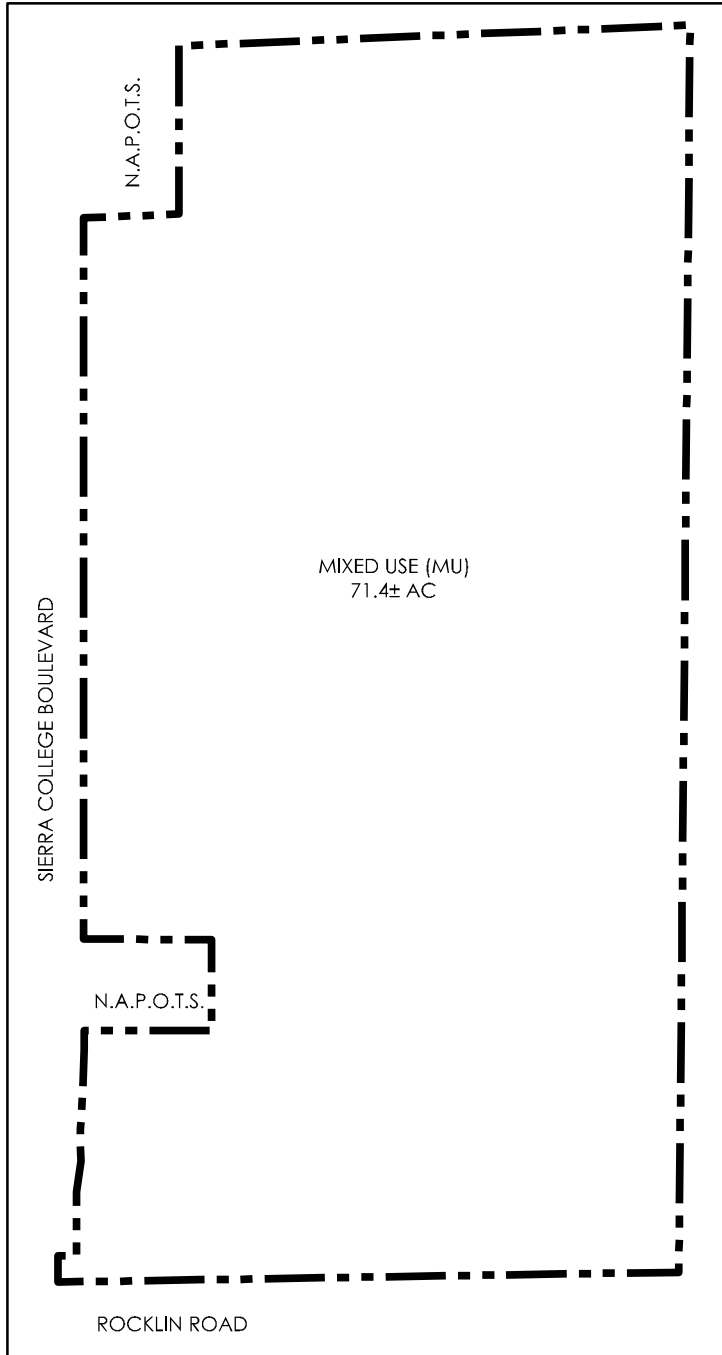 N.A.P.O.T.S.
MIXED USE (MU)
71.4± AC
SIERRA COLLEGE BOULEVARD
N.A.P.O.T.S.
ROCKLIN ROAD